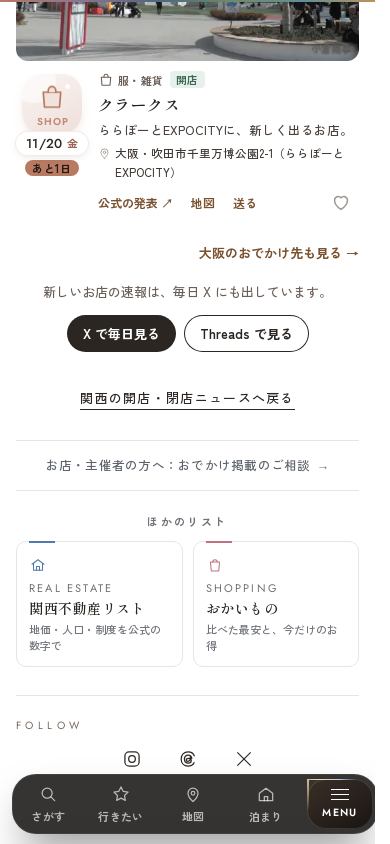 服・雑貨 開店
クラークス
SHOP
ららぽーとEXPOCITYに、新しく出るお店。
11/20 金
あと1日
大阪・吹田市千里万博公園2-1（ららぽーと
EXPOCITY）
公式の発表 ↗ 地図 送る
大阪のおでかけ先も見る →
新しいお店の速報は、毎日 X にも出しています。
X で毎日見る Threads で見る
関西の開店・閉店ニュースへ戻る
お店・主催者の方へ：おでかけ掲載のご相談 →
ほかのリスト
REAL ESTATE
関西不動産リスト
地価・人口・制度を公式の
数字で
SHOPPING
おかいもの
比べた最安と、今だけのお
得
FOLLOW
さがす 行きたい 地図 泊まり MENU